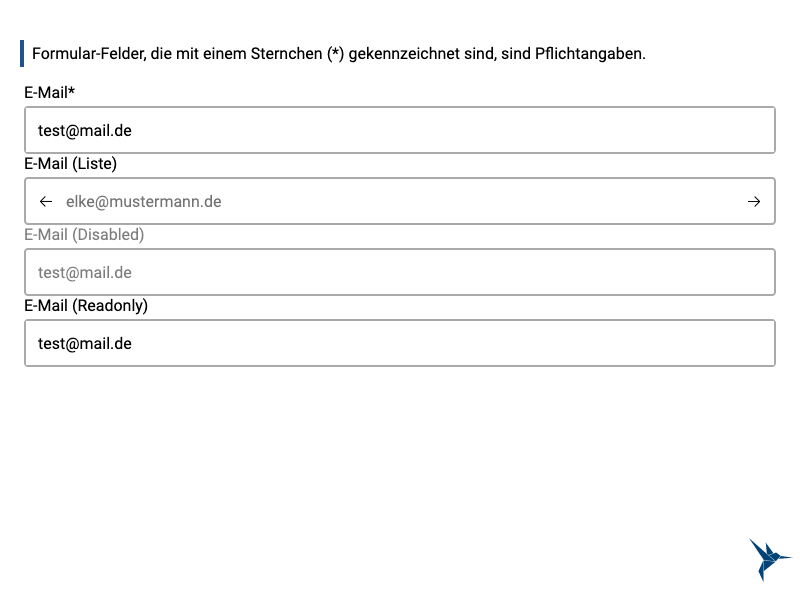 Formular-Felder, die mit einem Sternchen (*) gekennzeichnet sind, sind Pflichtangaben.
E-Mail*
test@mail.de
E-Mail (Liste)
← elke@mustermann.de →
E-Mail (Disabled)
test@mail.de
E-Mail (Readonly)
test@mail.de